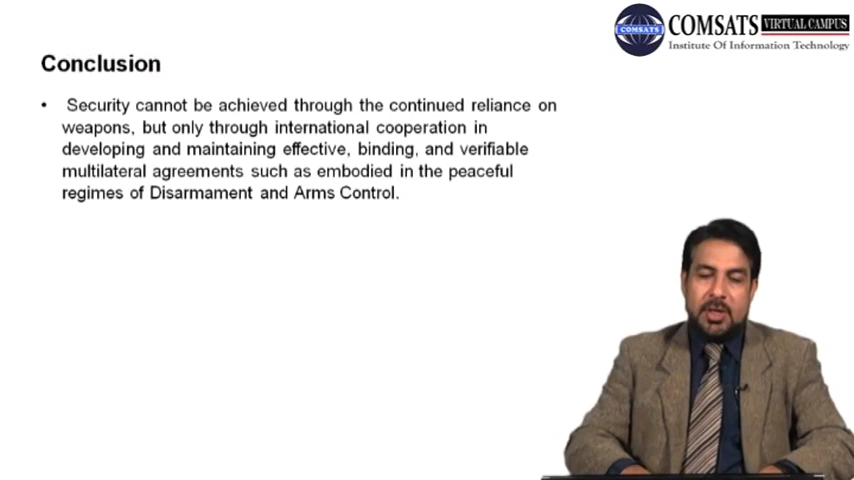 COMSATS
COMSATS VIRTUAL CAMPUS
Institute Of Information Technology
Conclusion
• Security cannot be achieved through the continued reliance on
weapons, but only through international cooperation in
developing and maintaining effective, binding, and verifiable
multilateral agreements such as embodied in the peaceful
regimes of Disarmament and Arms Control.